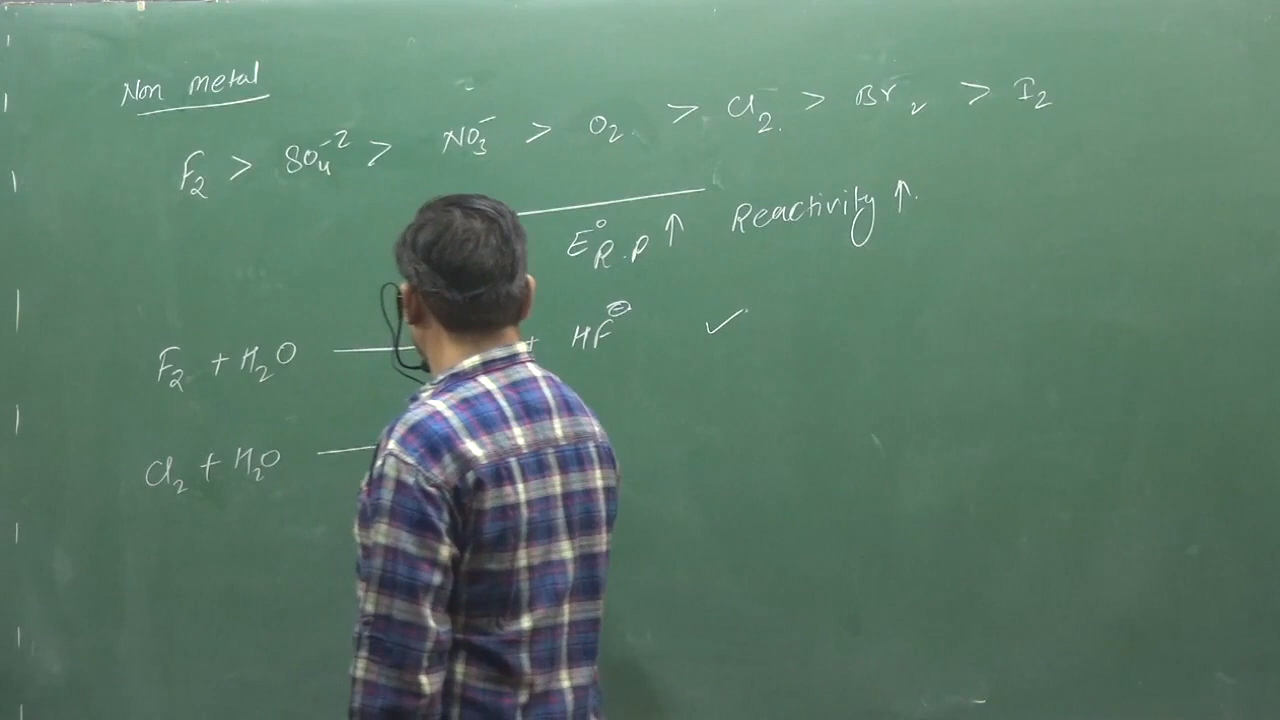 Non metal
F₂ > SO₄⁻² > NO₃⁻ > O₂ > Cl₂ > Br₂ > I₂
E°R.P ↑ Reactivity ↑
F₂ + H₂O — + HF⊖ ✓
Cl₂ + H₂O —